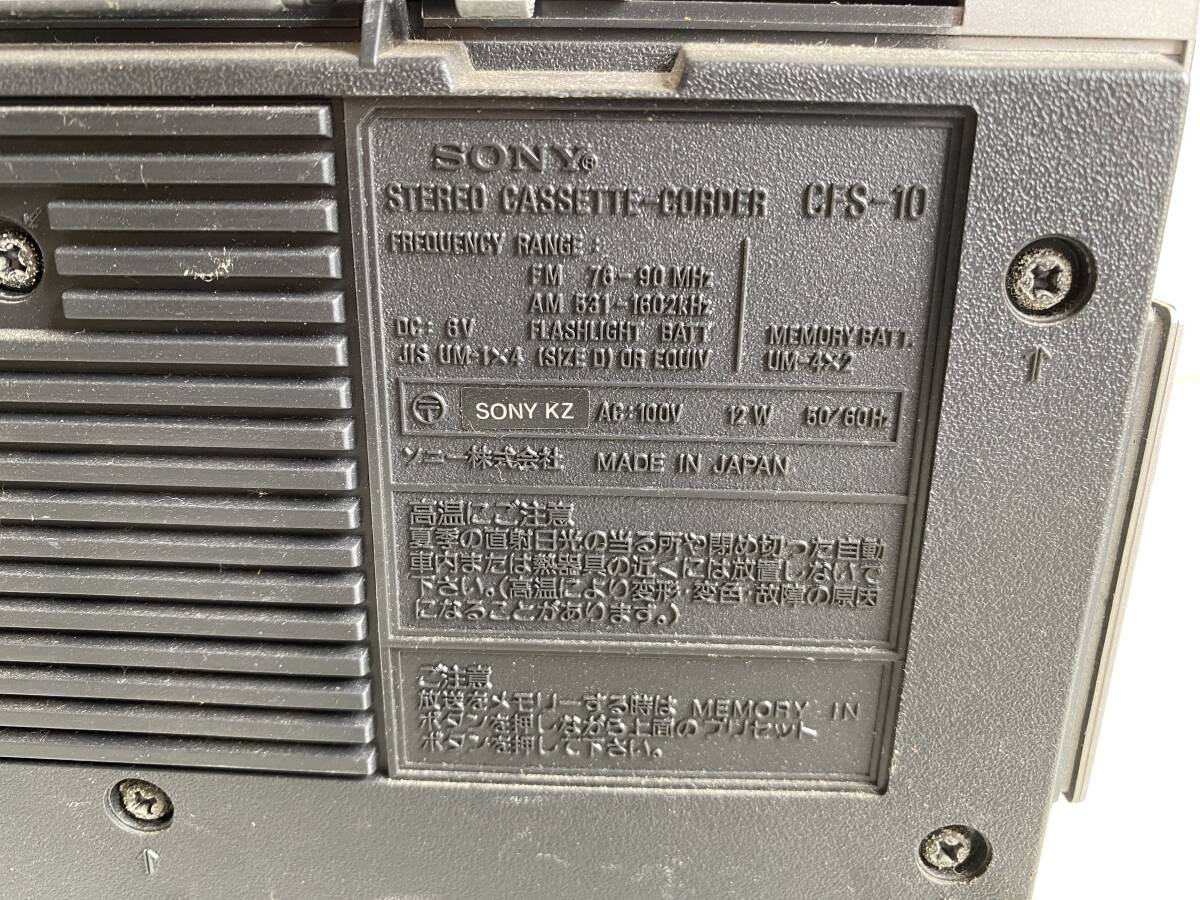 SONY®
STEREO CASSETTE-CORDER CFS-10
FREQUENCY RANGE:
FM 76-90 MHz
AM 531-1602kHz
DC: 6V FLASHLIGHT BATT
JIS UM-1×4 (SIZE D) OR EQUIV
MEMORY BATT.
UM-4×2
〒 SONY KZ AC:100V 12W 50/60Hz
ソニー株式会社 MADE IN JAPAN
高温にご注意
夏季の直射日光の当る所や閉め切った自動
車内または熱器具の近くには放置しないで
下さい。(高温により変形・変色・故障の原因
になることがあります。)
ご注意
放送をメモリーする時は MEMORY IN
ボタンを押しながら上面のプリセット
ボタンを押して下さい。